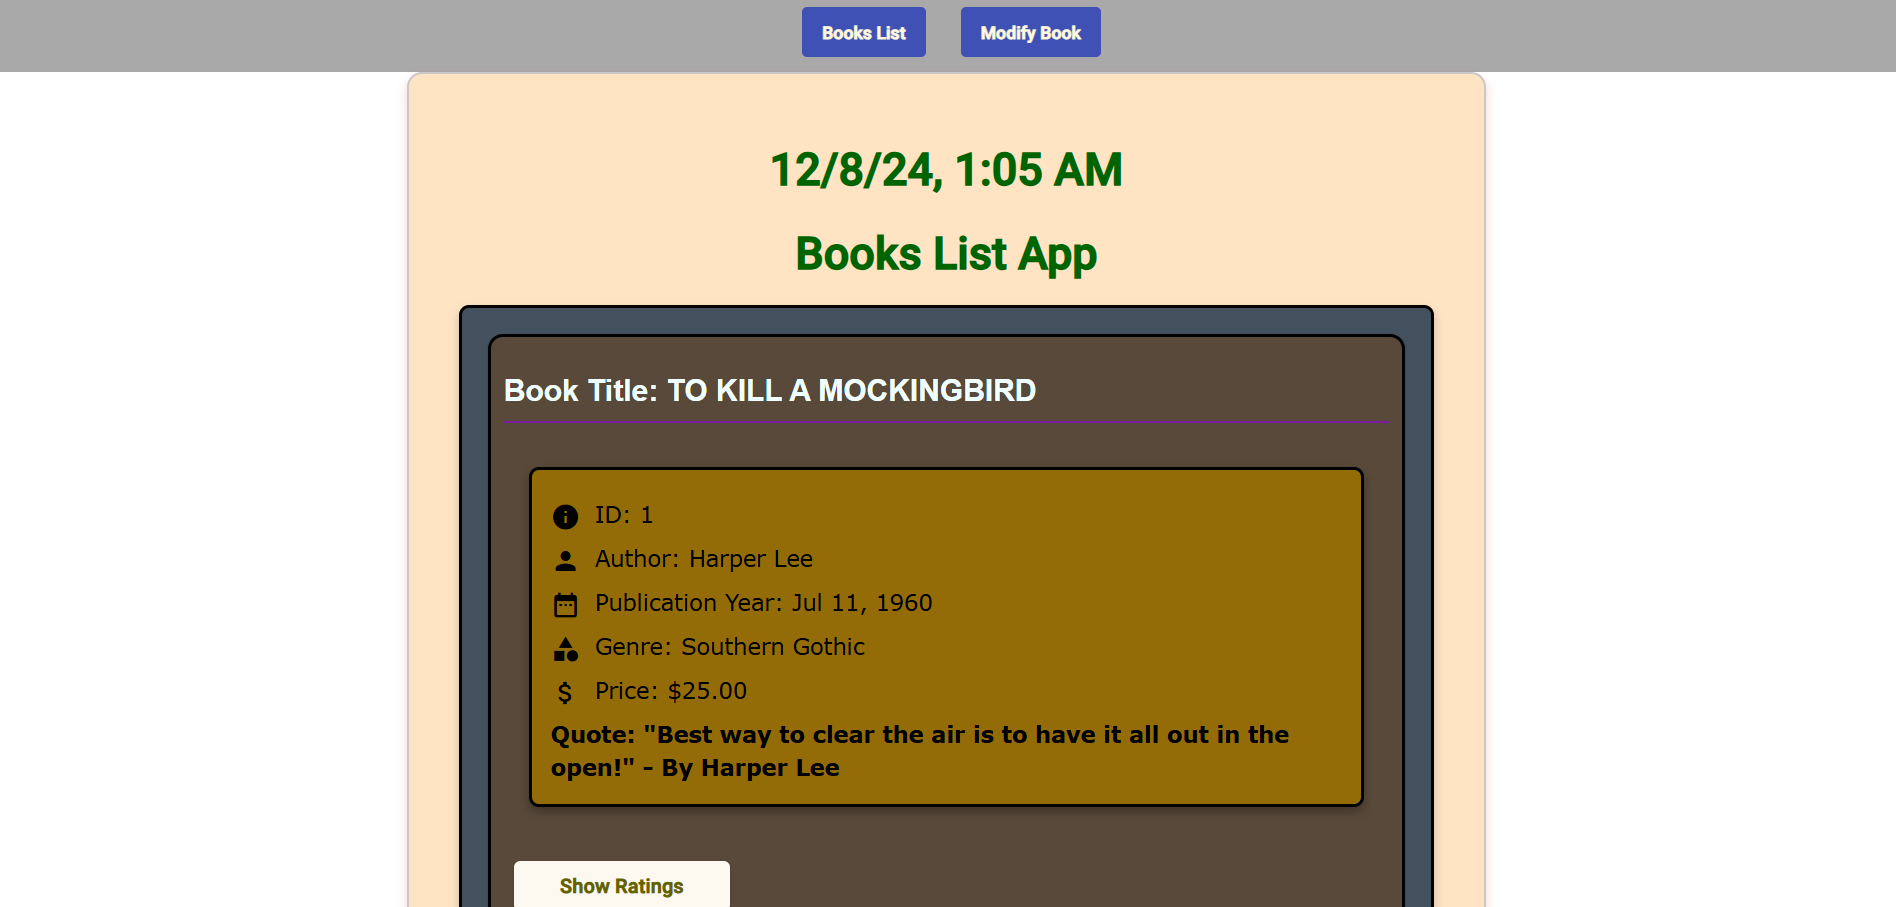 Books List Modify Book
12/8/24, 1:05 AM
Books List App
Book Title: TO KILL A MOCKINGBIRD
ID: 1
Author: Harper Lee
Publication Year: Jul 11, 1960
Genre: Southern Gothic
Price: $25.00
Quote: "Best way to clear the air is to have it all out in the
open!" - By Harper Lee
Show Ratings